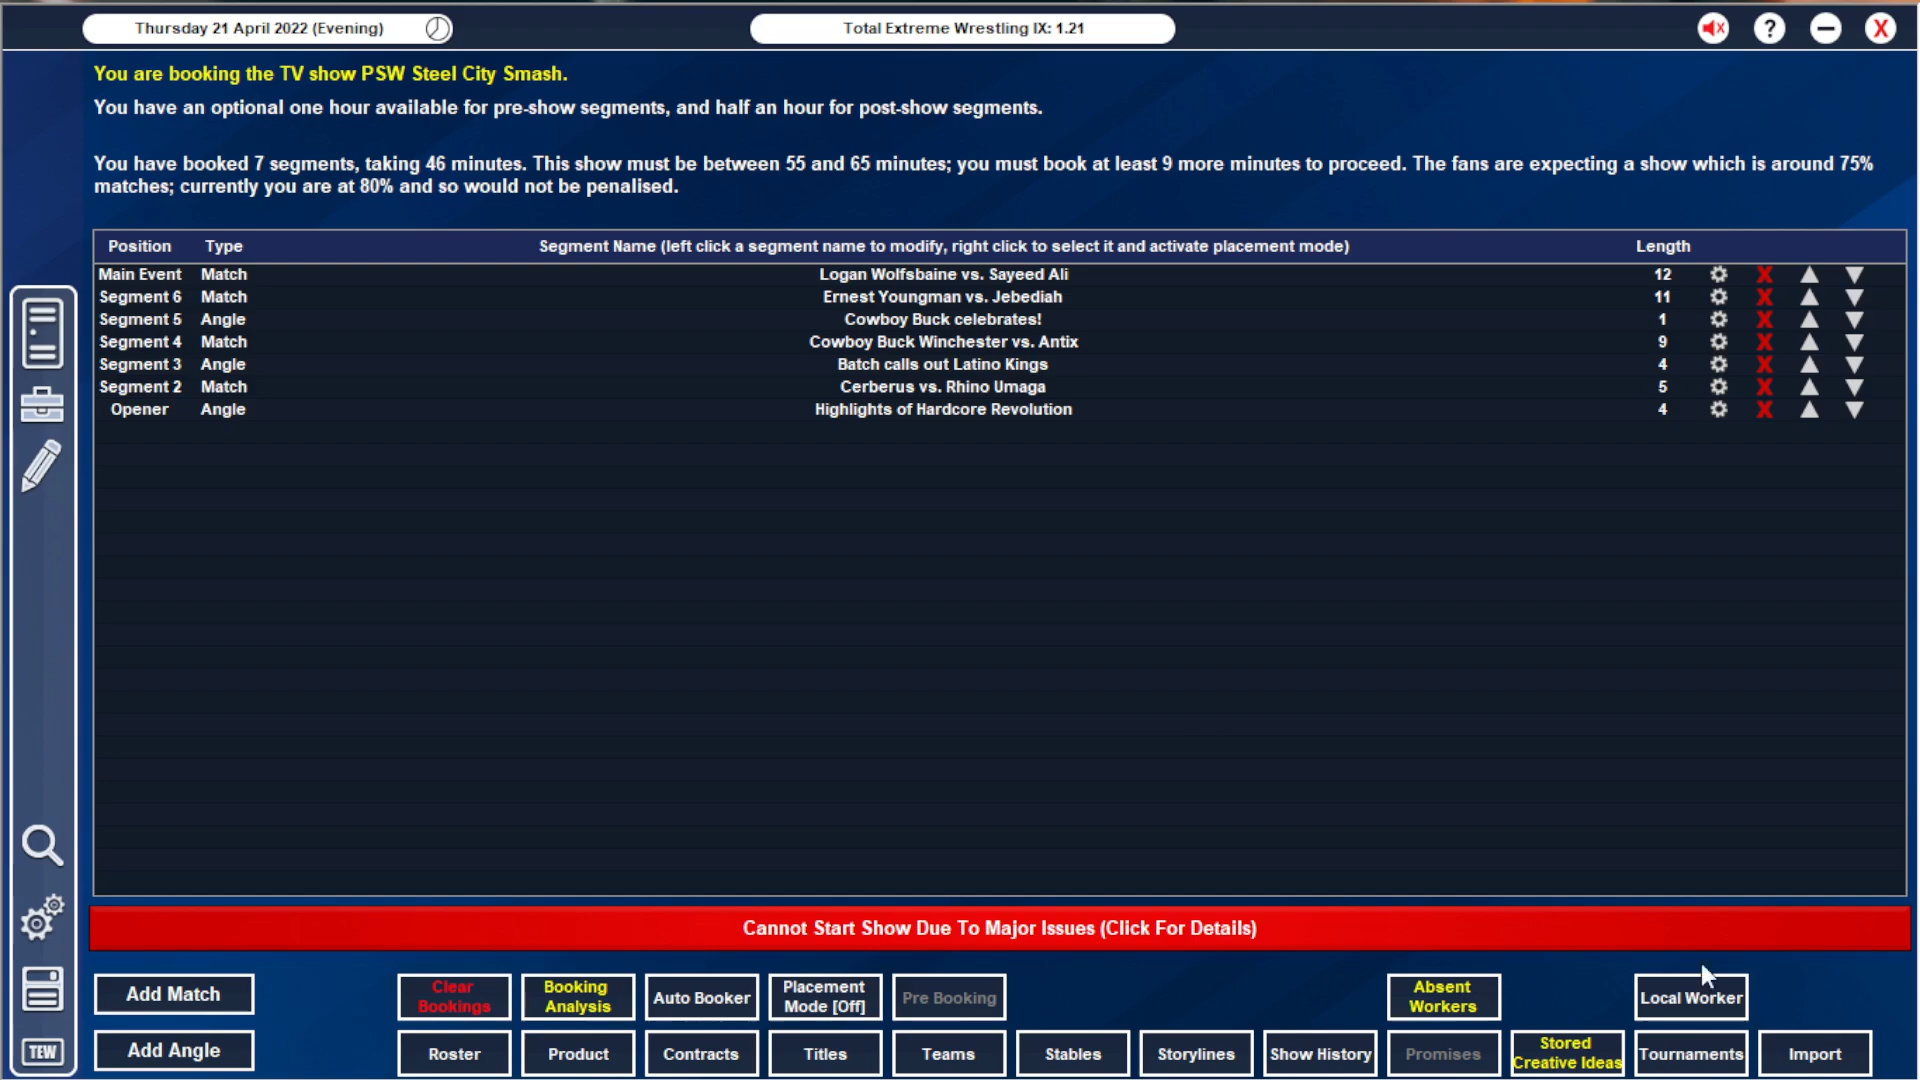 Thursday 21 April 2022 (Evening)
Total Extreme Wrestling IX: 1.21
?
X
You are booking the TV show PSW Steel City Smash.
You have an optional one hour available for pre-show segments, and half an hour for post-show segments.
You have booked 7 segments, taking 46 minutes. This show must be between 55 and 65 minutes; you must book at least 9 more minutes to proceed. The fans are expecting a show which is around 75%
matches; currently you are at 80% and so would not be penalised.
Position Type Segment Name (left click a segment name to modify, right click to select it and activate placement mode) Length
Main Event Match Logan Wolfsbaine vs. Sayeed Ali 12 X
Segment 6 Match Ernest Youngman vs. Jebediah 11 X
Segment 5 Angle Cowboy Buck celebrates! 1 X
Segment 4 Match Cowboy Buck Winchester vs. Antix 9 X
Segment 3 Angle Batch calls out Latino Kings 4 X
Segment 2 Match Cerberus vs. Rhino Umaga 5 X
Opener Angle Highlights of Hardcore Revolution 4 X
Cannot Start Show Due To Major Issues (Click For Details)
Add Match
Clear
Bookings
Booking
Analysis
Auto Booker
Placement
Mode [Off]
Pre Booking
Absent
Workers
Local Worker
TEW
Add Angle
Roster
Product
Contracts
Titles
Teams
Stables
Storylines
Show History
Promises
Stored
Creative Ideas
Tournaments
Import